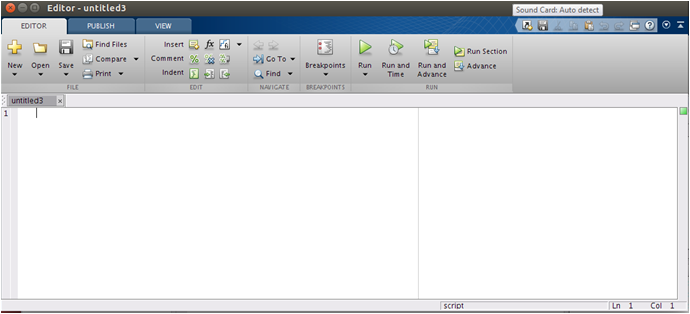 Editor - untitled3
Sound Card: Auto detect
EDITOR PUBLISH VIEW
New
Open
Save
Find Files
Compare
Print
FILE
Insert fx
Comment
Indent
EDIT
Go To
Find
NAVIGATE
Breakpoints
BREAKPOINTS
Run
Run and
Time
Run and
Advance
Run Section
Advance
RUN
untitled3
1
script Ln 1 Col 1